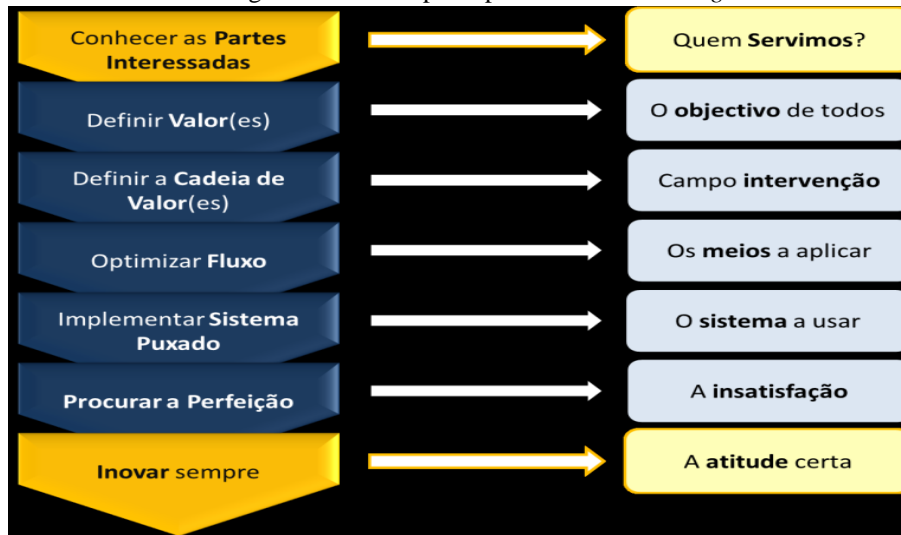 Conhecer as Partes
Interessadas
Quem Servimos?
Definir Valor(es)
O objectivo de todos
Definir a Cadeia de
Valor(es)
Campo intervenção
Optimizar Fluxo
Os meios a aplicar
Implementar Sistema
Puxado
O sistema a usar
Procurar a Perfeição
A insatisfação
Inovar sempre
A atitude certa